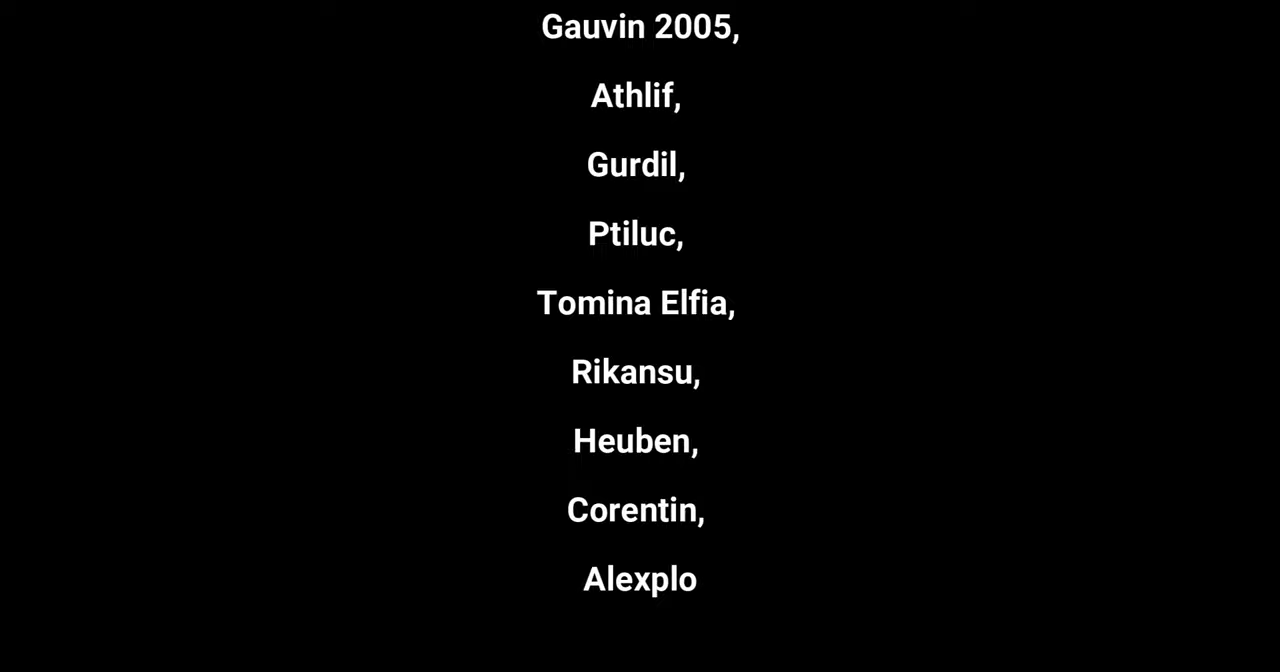 Gauvin 2005,
Athlif,
Gurdil,
Ptiluc,
Tomina Elfia,
Rikansu,
Heuben,
Corentin,
Alexplo